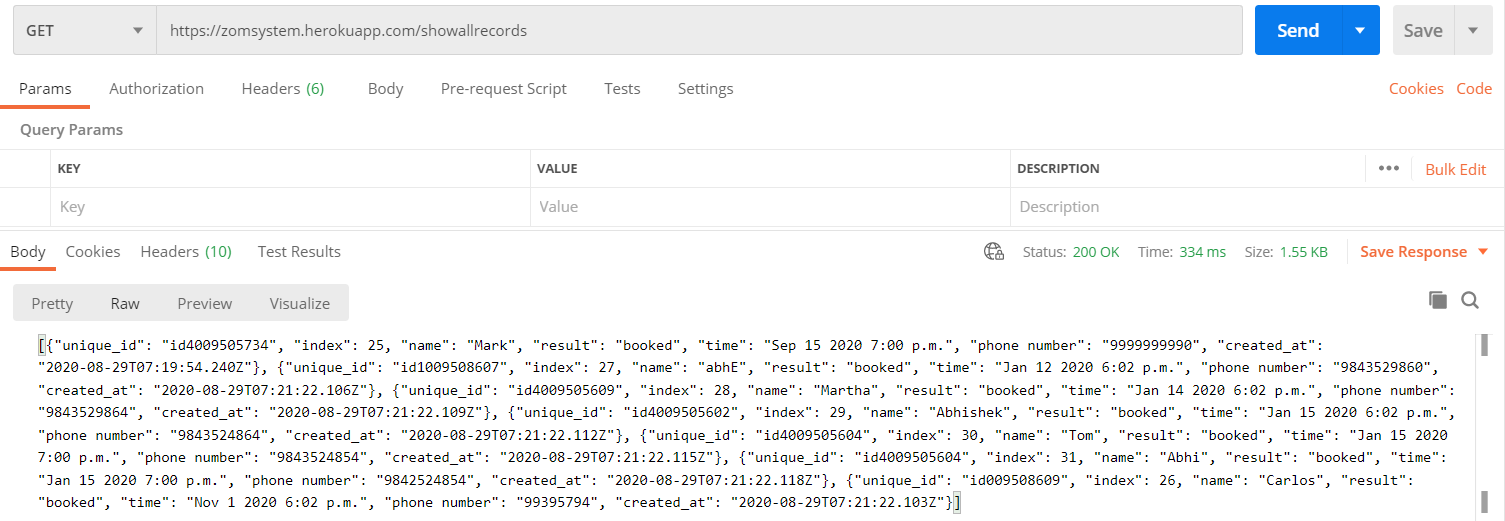 GET https://zomsystem.herokuapp.com/showallrecords Send Save
Params Authorization Headers (6) Body Pre-request Script Tests Settings Cookies Code
Query Params
KEY VALUE DESCRIPTION ••• Bulk Edit
Key Value Description
Body Cookies Headers (10) Test Results Status: 200 OK Time: 334 ms Size: 1.55 KB Save Response
Pretty Raw Preview Visualize
[{"unique_id": "id4009505734", "index": 25, "name": "Mark", "result": "booked", "time": "Sep 15 2020 7:00 p.m.", "phone number": "9999999990", "created_at":
"2020-08-29T07:19:54.240Z"}, {"unique_id": "id1009508607", "index": 27, "name": "abhE", "result": "booked", "time": "Jan 12 2020 6:02 p.m.", "phone number": "9843529860",
"created_at": "2020-08-29T07:21:22.106Z"}, {"unique_id": "id4009505609", "index": 28, "name": "Martha", "result": "booked", "time": "Jan 14 2020 6:02 p.m.", "phone number":
"9843529864", "created_at": "2020-08-29T07:21:22.109Z"}, {"unique_id": "id4009505602", "index": 29, "name": "Abhishek", "result": "booked", "time": "Jan 15 2020 6:02 p.m.",
"phone number": "9843524864", "created_at": "2020-08-29T07:21:22.112Z"}, {"unique_id": "id4009505604", "index": 30, "name": "Tom", "result": "booked", "time": "Jan 15 2020
7:00 p.m.", "phone number": "9843524854", "created_at": "2020-08-29T07:21:22.115Z"}, {"unique_id": "id4009505604", "index": 31, "name": "Abhi", "result": "booked", "time":
"Jan 15 2020 7:00 p.m.", "phone number": "9842524854", "created_at": "2020-08-29T07:21:22.118Z"}, {"unique_id": "id009508609", "index": 26, "name": "Carlos", "result":
"booked", "time": "Nov 1 2020 6:02 p.m.", "phone number": "99395794", "created_at": "2020-08-29T07:21:22.103Z"}]